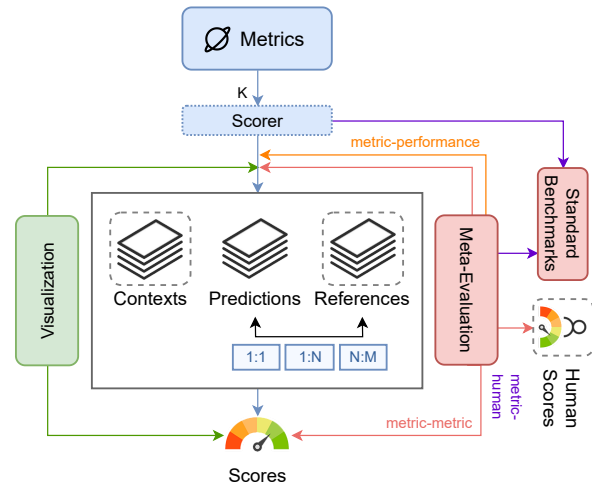 Metrics
K
Scorer
metric-performance
Standard
Benchmarks
Visualization
Meta-Evaluation
Contexts
Predictions
References
1:1
1:N
N:M
Human
Scores
metric-
human
metric-metric
Scores